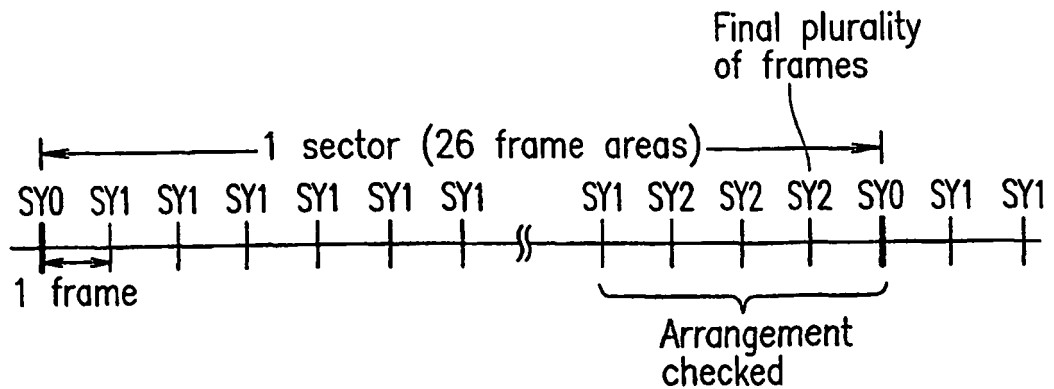 Final plurality
of frames
1 sector (26 frame areas)
SY0 SY1 SY1 SY1 SY1 SY1 SY1 SY1 SY2 SY2 SY2 SY0 SY1 SY1
1 frame
Arrangement
checked